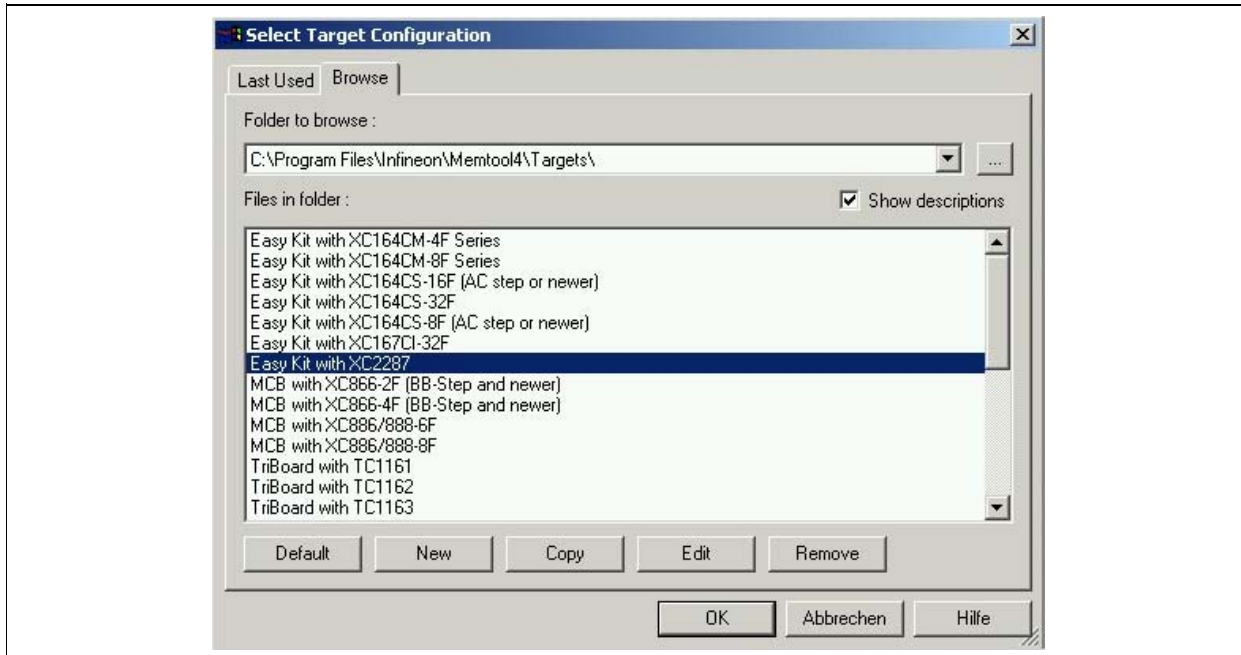 Select Target Configuration
Last Used Browse
Folder to browse :
C:\Program Files\Infineon\Memtool4\Targets\
...
Files in folder : Show descriptions
Easy Kit with XC164CM-4F Series
Easy Kit with XC164CM-8F Series
Easy Kit with XC164CS-16F (AC step or newer)
Easy Kit with XC164CS-32F
Easy Kit with XC164CS-8F (AC step or newer)
Easy Kit with XC167CI-32F
Easy Kit with XC2287
MCB with XC866-2F (BB-Step and newer)
MCB with XC866-4F (BB-Step and newer)
MCB with XC886/888-6F
MCB with XC886/888-8F
TriBoard with TC1161
TriBoard with TC1162
TriBoard with TC1163
Default New Copy Edit Remove
OK Abbrechen Hilfe